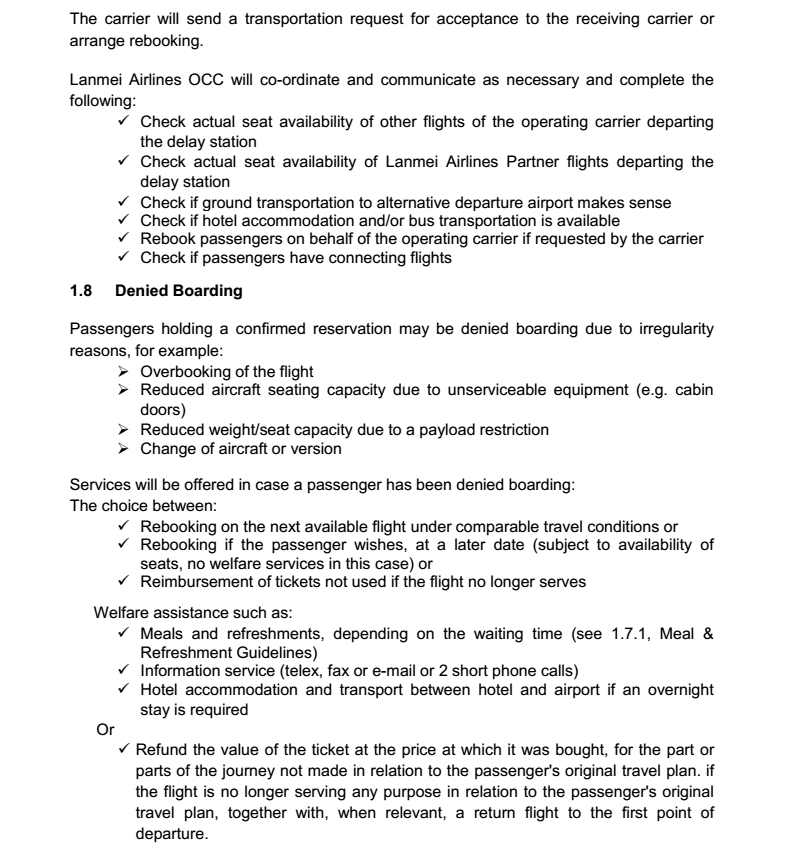 The carrier will send a transportation request for acceptance to the receiving carrier or
arrange rebooking.
Lanmei Airlines OCC will co-ordinate and communicate as necessary and complete the
following:
✓ Check actual seat availability of other flights of the operating carrier departing
the delay station
✓ Check actual seat availability of Lanmei Airlines Partner flights departing the
delay station
✓ Check if ground transportation to alternative departure airport makes sense
✓ Check if hotel accommodation and/or bus transportation is available
✓ Rebook passengers on behalf of the operating carrier if requested by the carrier
✓ Check if passengers have connecting flights
1.8 Denied Boarding
Passengers holding a confirmed reservation may be denied boarding due to irregularity
reasons, for example:
➢ Overbooking of the flight
➢ Reduced aircraft seating capacity due to unserviceable equipment (e.g. cabin
doors)
➢ Reduced weight/seat capacity due to a payload restriction
➢ Change of aircraft or version
Services will be offered in case a passenger has been denied boarding:
The choice between:
✓ Rebooking on the next available flight under comparable travel conditions or
✓ Rebooking if the passenger wishes, at a later date (subject to availability of
seats, no welfare services in this case) or
✓ Reimbursement of tickets not used if the flight no longer serves
Welfare assistance such as:
✓ Meals and refreshments, depending on the waiting time (see 1.7.1, Meal &
Refreshment Guidelines)
✓ Information service (telex, fax or e-mail or 2 short phone calls)
✓ Hotel accommodation and transport between hotel and airport if an overnight
stay is required
Or
✓ Refund the value of the ticket at the price at which it was bought, for the part or
parts of the journey not made in relation to the passenger's original travel plan. if
the flight is no longer serving any purpose in relation to the passenger's original
travel plan, together with, when relevant, a return flight to the first point of
departure.